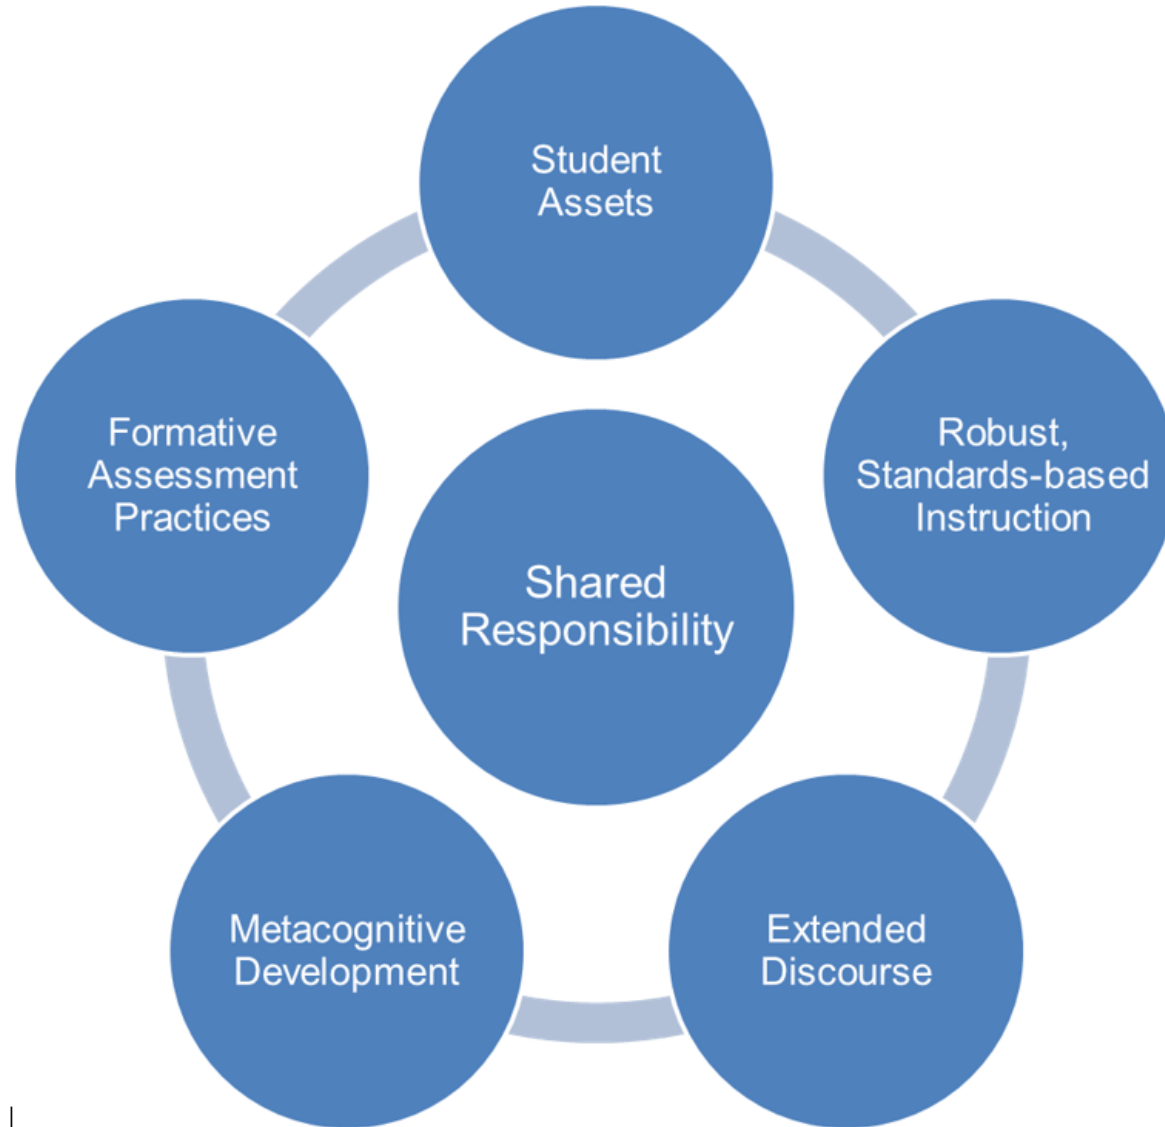 Student
Assets
Robust,
Standards-based
Instruction
Extended
Discourse
Metacognitive
Development
Formative
Assessment
Practices
Shared
Responsibility